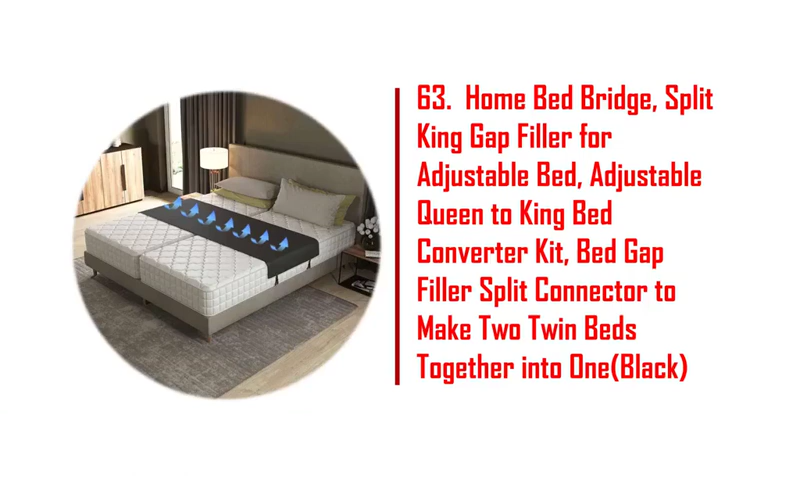 63. Home Bed Bridge, Split
King Gap Filler for
Adjustable Bed, Adjustable
Queen to King Bed
Converter Kit, Bed Gap
Filler Split Connector to
Make Two Twin Beds
Together into One(Black)